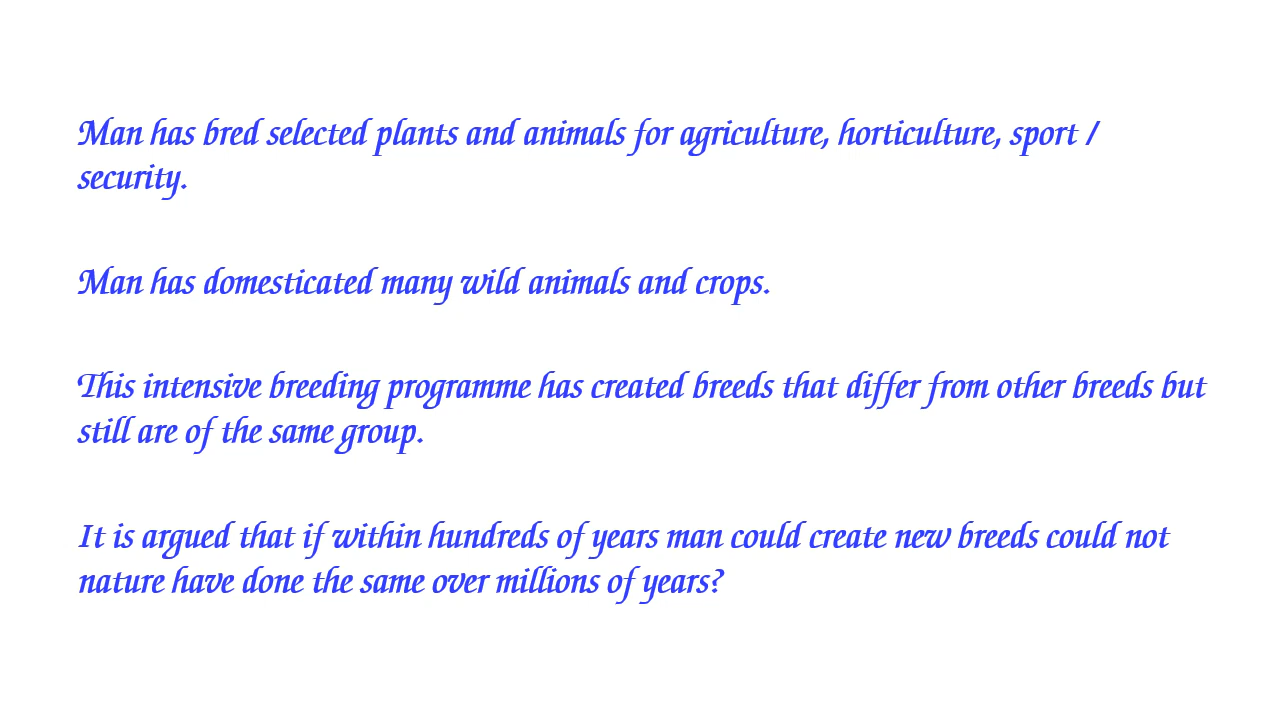 Man has bred selected plants and animals for agriculture, horticulture, sport /
security.
Man has domesticated many wild animals and crops.
This intensive breeding programme has created breeds that differ from other breeds but
still are of the same group.
It is argued that if within hundreds of years man could create new breeds could not
nature have done the same over millions of years?